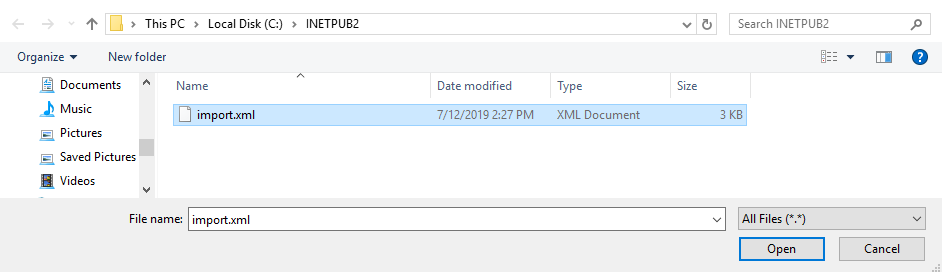 This PC > Local Disk (C:) > INETPUB2
Search INETPUB2
Organize New folder
?
Name Date modified Type Size
Documents
Music
Pictures
Saved Pictures
Videos
import.xml 7/12/2019 2:27 PM XML Document 3 KB
File name: import.xml All Files (*.*)
Open Cancel